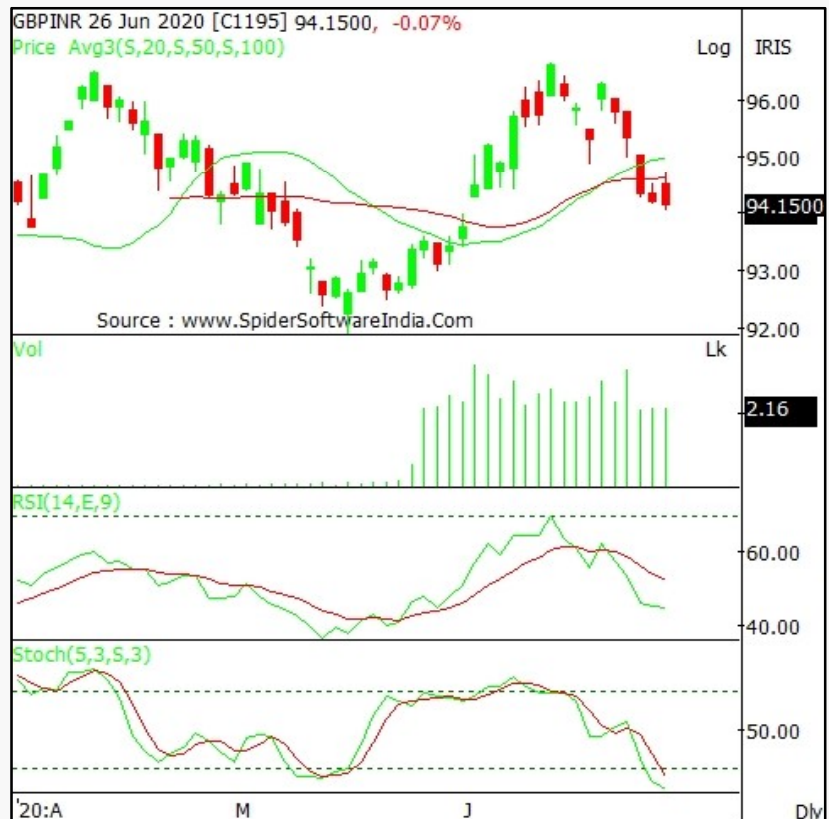 GBPINR 26 Jun 2020 [C1195] 94.1500, -0.07%
Price Avg3(S,20,S,50,S,100)
Log
IRIS
96.00
95.00
94.1500
93.00
92.00
Source : www.SpiderSoftwareIndia.Com
Vol
Lk
2.16
RSI(14,E,9)
60.00
40.00
Stoch(5,3,S,3)
50.00
'20:A M J Dly